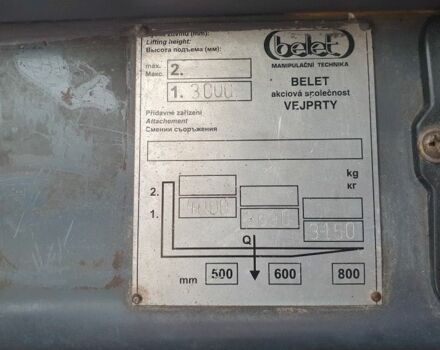 Lifting height:
Высота подъема (мм):
max.
Макс.
2.
1. 3000
belet
MANIPULAČNÍ TECHNIKA
BELET
akciová společnost
VEJPRTY
Přídavné zařízení
Attachement
Сменни съоръжения
kg
кг
2.
1.
4000
3150
Q
mm 500 600 800